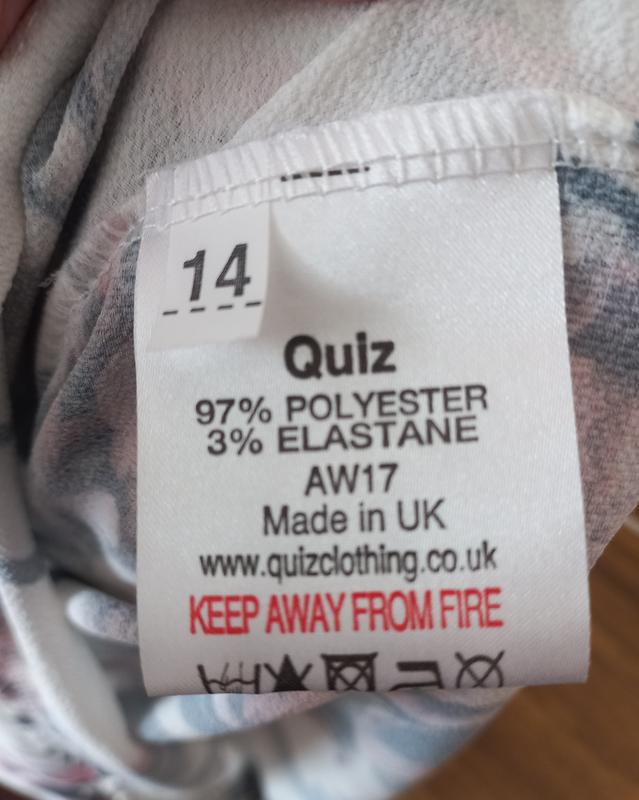 14
Quiz
97% POLYESTER
3% ELASTANE
AW17
Made in UK
www.quizclothing.co.uk
KEEP AWAY FROM FIRE